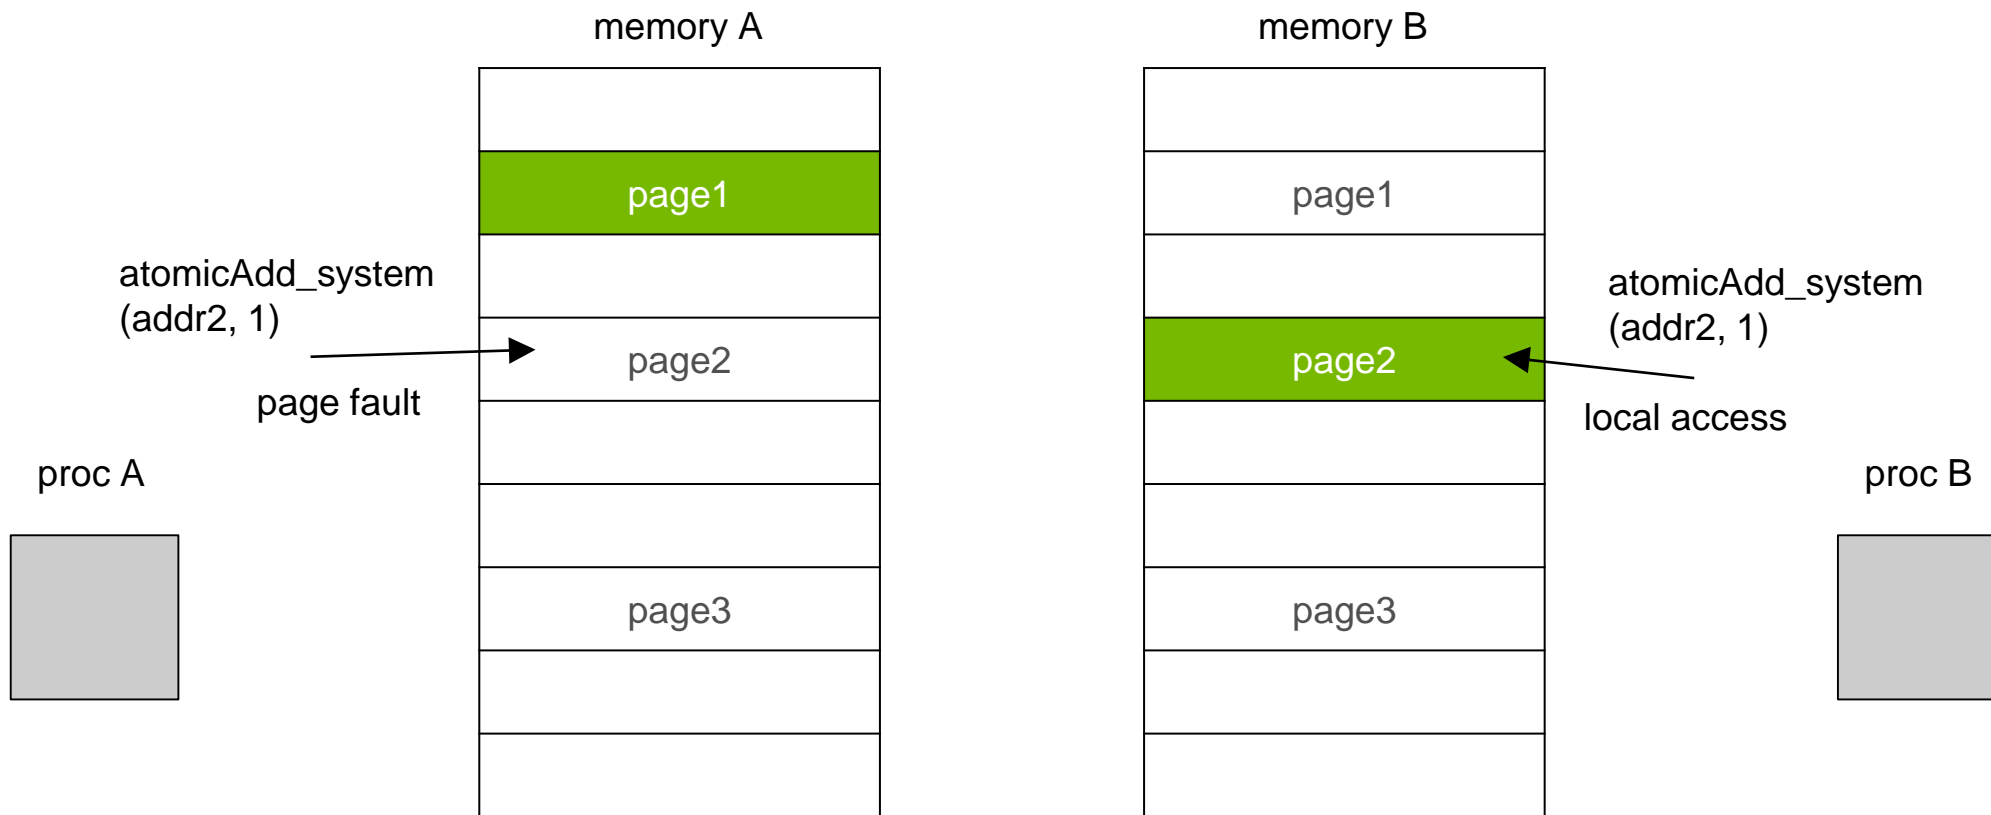 memory A
memory B
page1
page1
atomicAdd_system
(addr2, 1)
atomicAdd_system
(addr2, 1)
page2
page2
page fault
local access
proc A
proc B
page3
page3